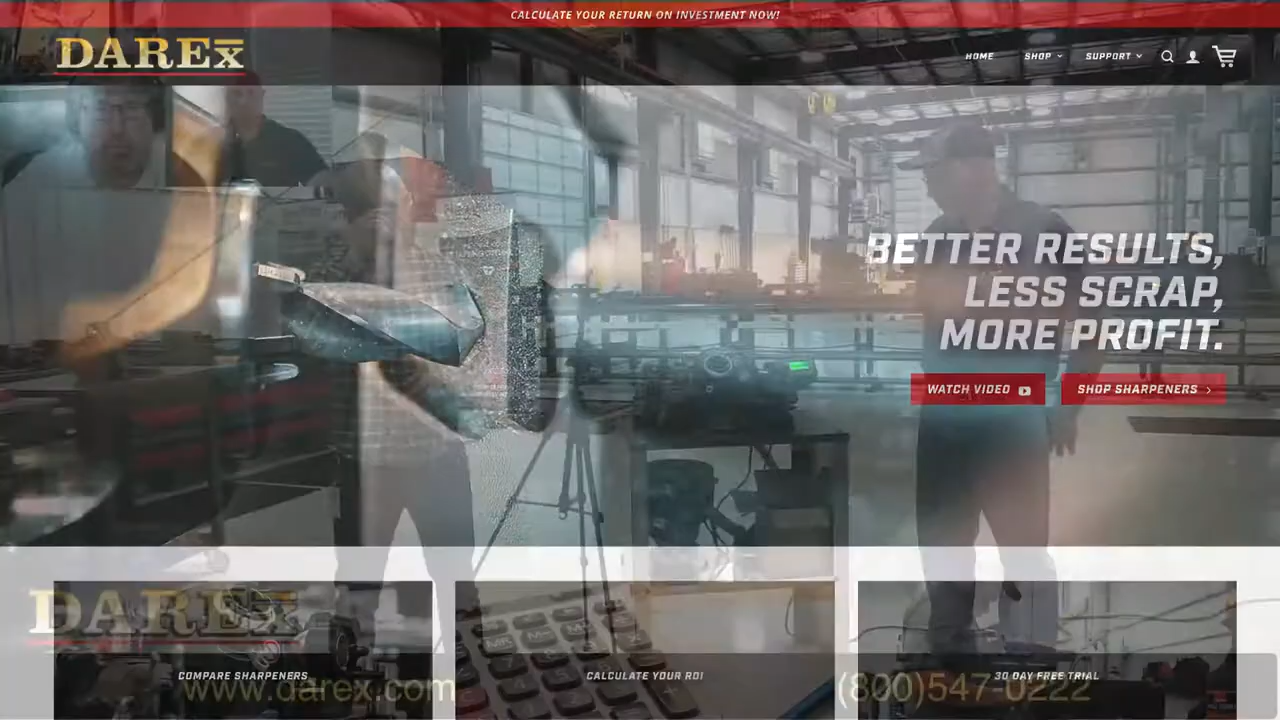 CALCULATE YOUR RETURN ON INVESTMENT NOW!
DAREX
HOME SHOP SUPPORT
BETTER RESULTS,
LESS SCRAP,
MORE PROFIT.
WATCH VIDEO SHOP SHARPENERS
DAREX
COMPARE SHARPENERS CALCULATE YOUR ROI 30 DAY FREE TRIAL
www.darex.com (800)547-0222